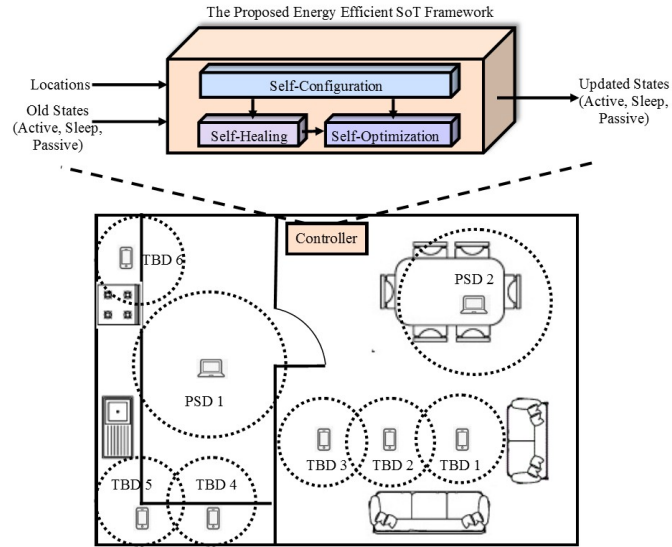 The Proposed Energy Efficient SoT Framework
Self-Configuration
Locations
Old States
(Active, Sleep,
Passive)
Self-Healing
Self-Optimization
Updated States
(Active, Sleep,
Passive)
Controller
TBD 6
PSD 2
PSD 1
TBD 3
TBD 2
TBD 1
TBD 5
TBD 4